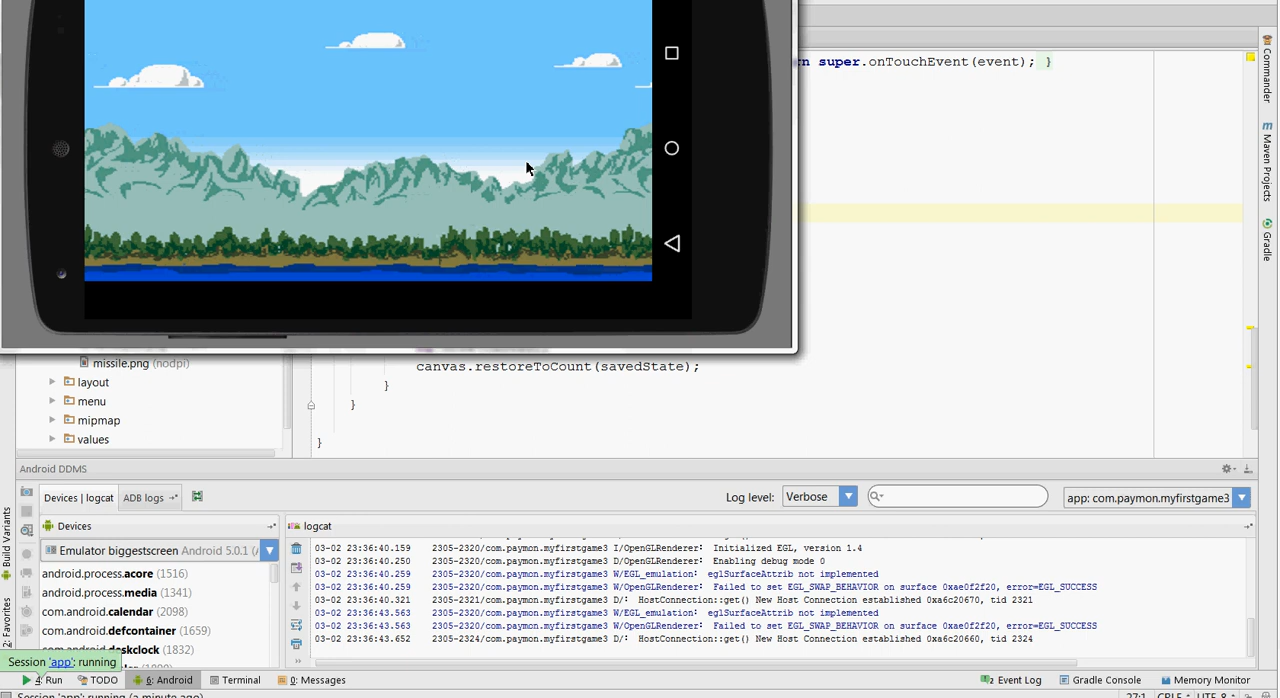 rn super.onTouchEvent(event); }
Commander
Maven Projects
Gradle
missile.png (nodpi)
layout
menu
mipmap
values
canvas.restoreToCount(savedState);
}
}
}
Android DDMS
Devices | logcat
ADB logs
Log level:
Verbose
app: com.paymon.myfirstgame3
Devices
logcat
Emulator biggestscreen Android 5.0.1 (A
android.process.acore (1516)
android.process.media (1341)
com.android.calendar (2098)
com.android.defcontainer (1659)
com.android.deskclock (1832)
03-02 23:36:40.159 2305-2320/com.paymon.myfirstgame3 I/OpenGLRenderer: Initialized EGL, version 1.4
03-02 23:36:40.250 2305-2320/com.paymon.myfirstgame3 D/OpenGLRenderer: Enabling debug mode 0
03-02 23:36:40.259 2305-2320/com.paymon.myfirstgame3 W/EGL_emulation: eglSurfaceAttrib not implemented
03-02 23:36:40.259 2305-2320/com.paymon.myfirstgame3 W/OpenGLRenderer: Failed to set EGL_SWAP_BEHAVIOR on surface 0xae0f2f20, error=EGL_SUCCESS
03-02 23:36:40.321 2305-2321/com.paymon.myfirstgame3 D/: HostConnection::get() New Host Connection established 0xa6c20670, tid 2321
03-02 23:36:43.563 2305-2320/com.paymon.myfirstgame3 W/EGL_emulation: eglSurfaceAttrib not implemented
03-02 23:36:43.563 2305-2320/com.paymon.myfirstgame3 W/OpenGLRenderer: Failed to set EGL_SWAP_BEHAVIOR on surface 0xae0f2f20, error=EGL_SUCCESS
03-02 23:36:43.652 2305-2324/com.paymon.myfirstgame3 D/: HostConnection::get() New Host Connection established 0xa6c20660, tid 2324
Build Variants
2: Favorites
Session 'app': running
4: Run
TODO
6: Android
Terminal
0: Messages
2 Event Log
Gradle Console
Memory Monitor
Session 'app': running (a minute ago)
27:1 CRLF UTF-8